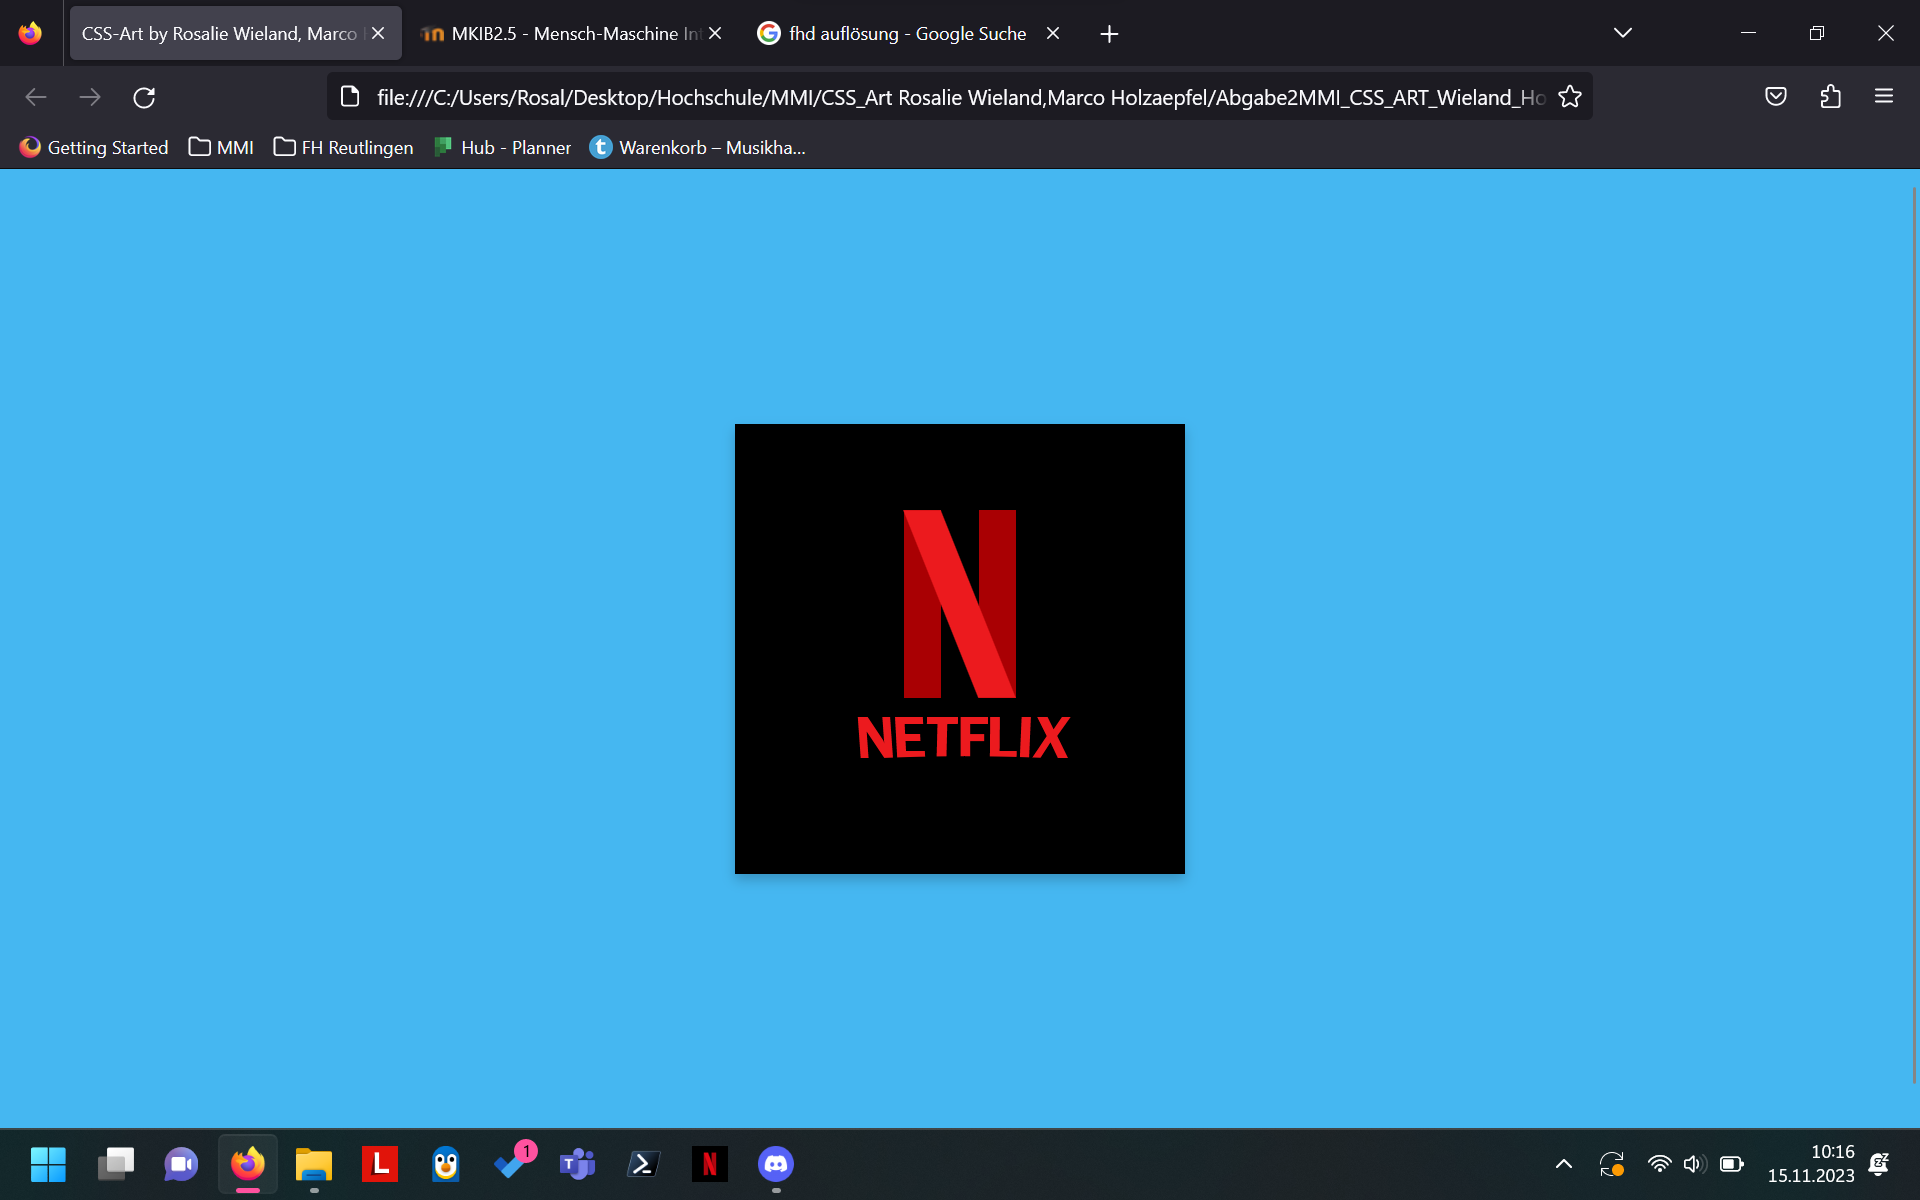 CSS-Art by Rosalie Wieland, Marco
MKIB2.5 - Mensch-Maschine Int
fhd auflösung - Google Suche
file:///C:/Users/Rosal/Desktop/Hochschule/MMI/CSS_Art Rosalie Wieland,Marco Holzaepfel/Abgabe2MMI_CSS_ART_Wieland_Ho
Getting Started
MMI
FH Reutlingen
Hub - Planner
t
Warenkorb – Musikha...
N
NETFLIX
L
1
T
N
10:16
15.11.2023